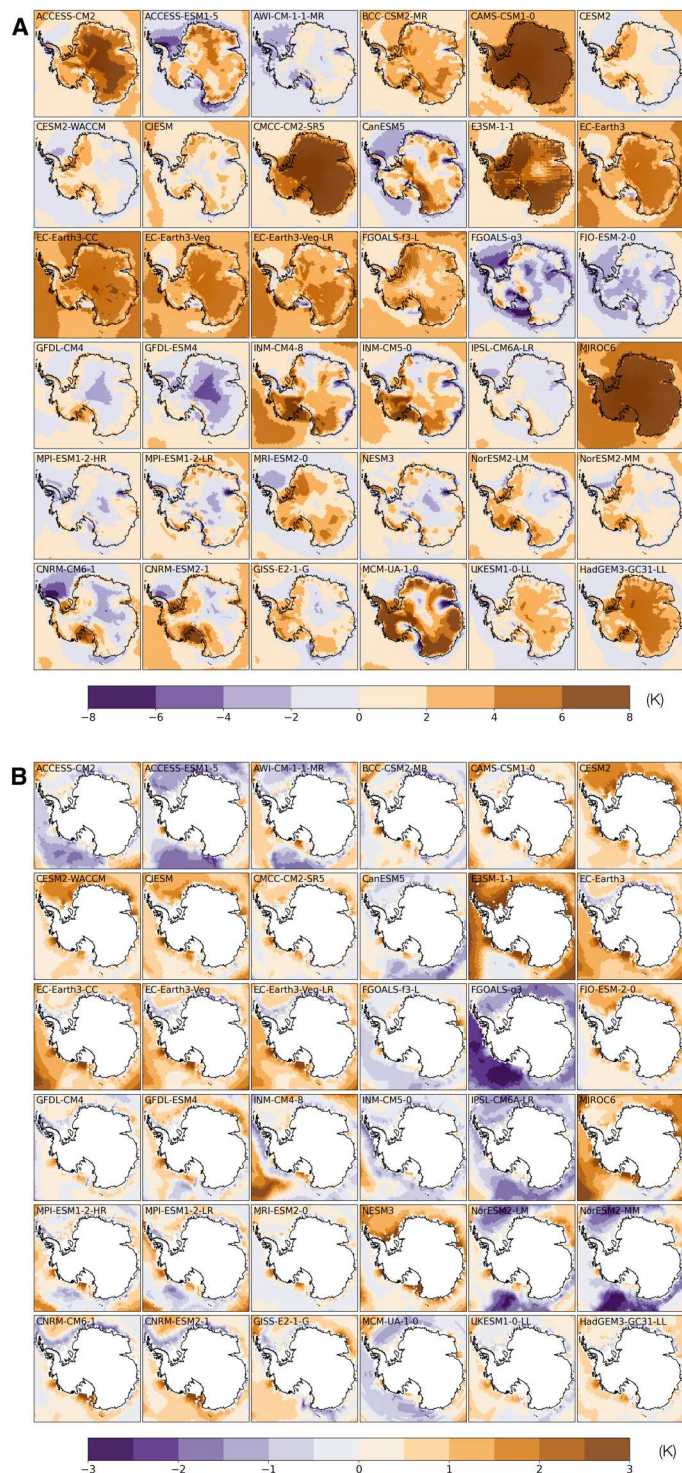 A
ACCESS-CM2 ACCESS-ESM1-5 AWI-CM-1-1-MR BCC-CSM2-MR CAMS-CSM1-0 CESM2
CESM2-WACCM CIESM CMCC-CM2-SR5 CanESM5 E3SM-1-1 EC-Earth3
EC-Earth3-CC EC-Earth3-Veg EC-Earth3-Veg-LR FGOALS-f3-L FGOALS-g3 FJO-ESM-2-0
GFDL-CM4 GFDL-ESM4 INM-CM4-8 INM-CM5-0 IPSL-CM6A-LR MIROC6
MPI-ESM1-2-HR MPI-ESM1-2-LR MRI-ESM2-0 NESM3 NorESM2-LM NorESM2-MM
CNRM-CM6-1 CNRM-ESM2-1 GISS-E2-1-G MCM-UA-1-0 UKESM1-0-LL HadGEM3-GC31-LL
−8 −6 −4 −2 0 2 4 6 8 (K)
B
ACCESS-CM2 ACCESS-ESM1-5 AWI-CM-1-1-MR BCC-CSM2-MR CAMS-CSM1-0 CESM2
CESM2-WACCM CIESM CMCC-CM2-SR5 CanESM5 E3SM-1-1 EC-Earth3
EC-Earth3-CC EC-Earth3-Veg EC-Earth3-Veg-LR FGOALS-f3-L FGOALS-g3 FJO-ESM-2-0
GFDL-CM4 GFDL-ESM4 INM-CM4-8 INM-CM5-0 IPSL-CM6A-LR MIROC6
MPI-ESM1-2-HR MPI-ESM1-2-LR MRI-ESM2-0 NESM3 NorESM2-LM NorESM2-MM
CNRM-CM6-1 CNRM-ESM2-1 GISS-E2-1-G MCM-UA-1-0 UKESM1-0-LL HadGEM3-GC31-LL
−3 −2 −1 0 1 2 3 (K)